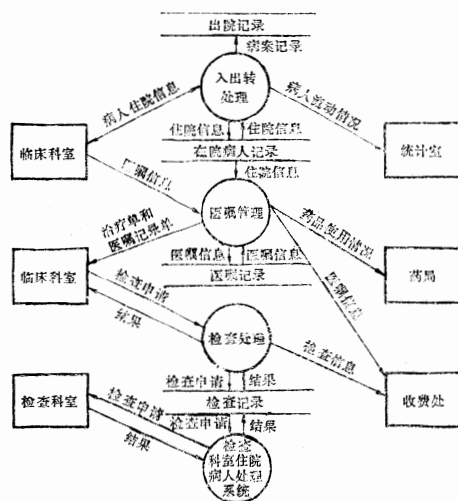 出院记录
病案记录
入出转
处理
病人住院信息
病人流动情况
住院信息
住院信息
临床科室
在院病人记录
统计室
住院信息
医嘱信息
医嘱管理
治疗单和
医嘱记录单
药品使用情况
医嘱信息
医嘱信息
临床科室
医嘱记录
药局
检查申请
医嘱信息
结果
检查处理
检查信息
检查申请
结果
检查科室
检查记录
收费处
检查申请
检查申请
结果
结果
检查
科室住院
病人处理
系统